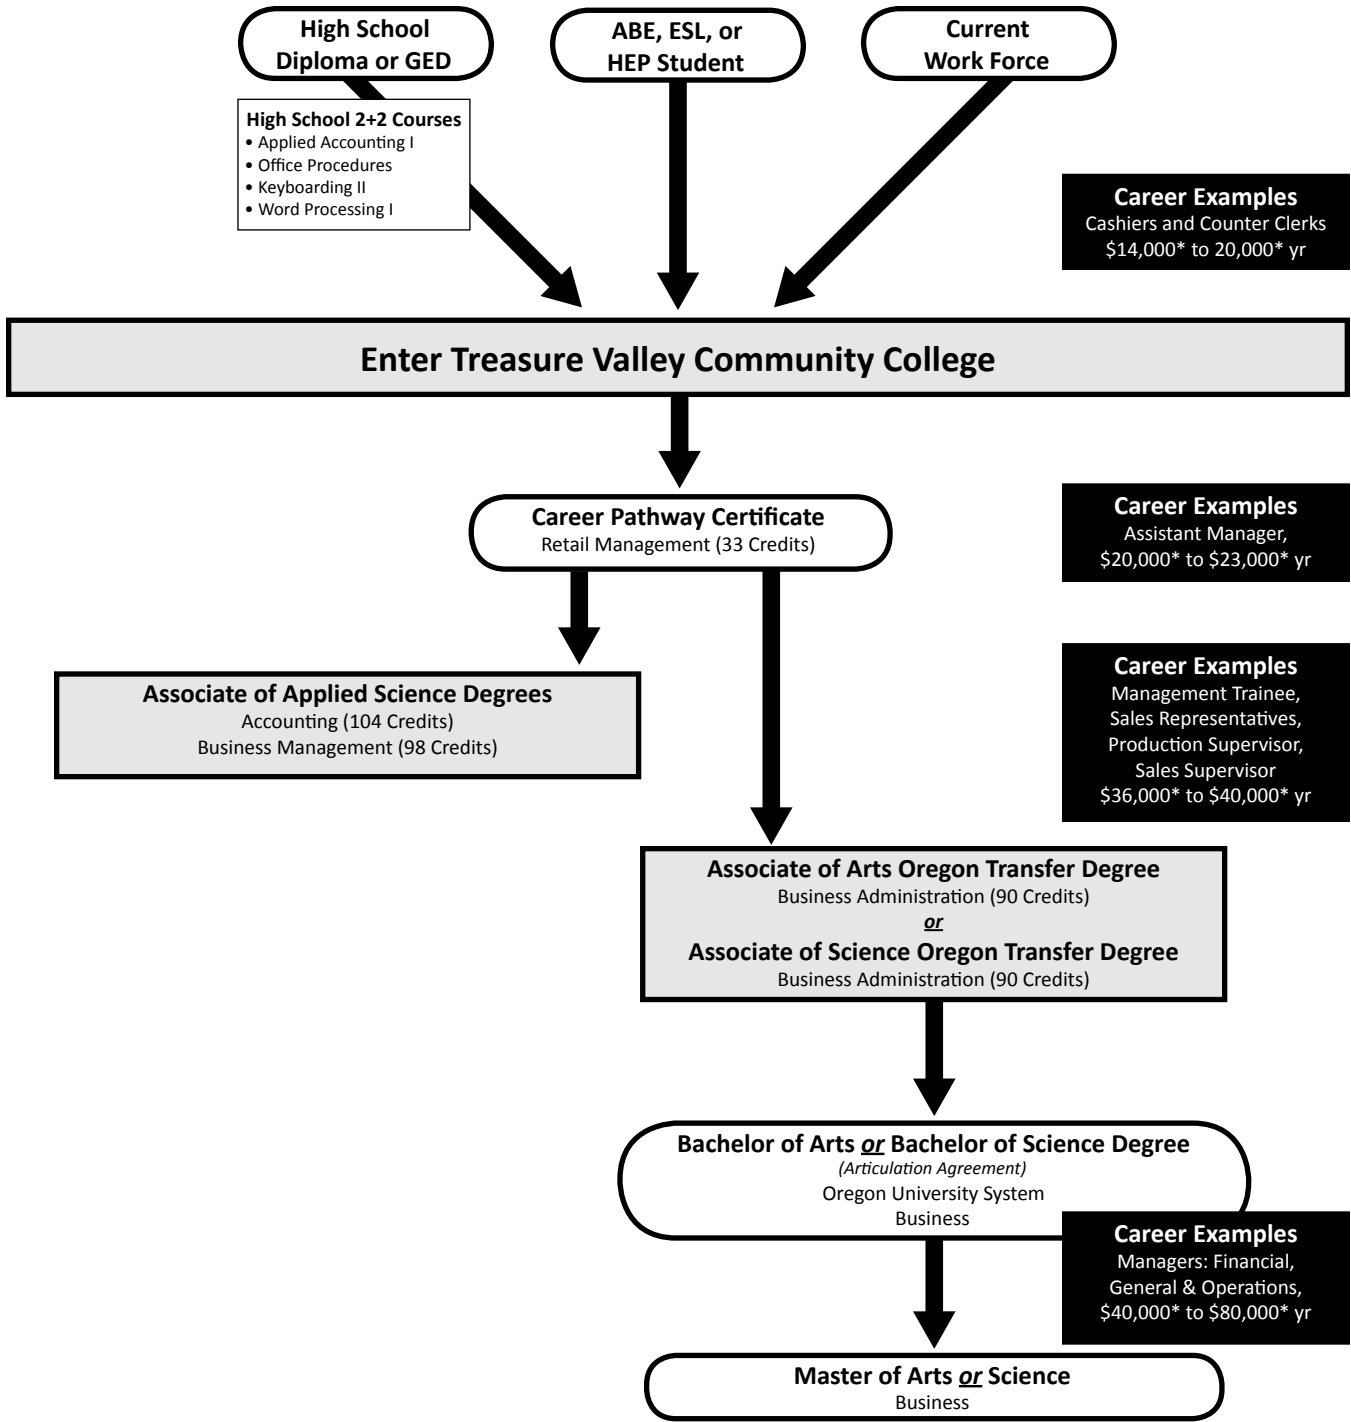 High School
Diploma or GED
ABE, ESL, or
HEP Student
Current
Work Force
High School 2+2 Courses
• Applied Accounting I
• Office Procedures
• Keyboarding II
• Word Processing I
Career Examples
Cashiers and Counter Clerks
$14,000* to 20,000* yr
Enter Treasure Valley Community College
Career Pathway Certificate
Retail Management (33 Credits)
Career Examples
Assistant Manager,
$20,000* to $23,000* yr
Associate of Applied Science Degrees
Accounting (104 Credits)
Business Management (98 Credits)
Career Examples
Management Trainee,
Sales Representatives,
Production Supervisor,
Sales Supervisor
$36,000* to $40,000* yr
Associate of Arts Oregon Transfer Degree
Business Administration (90 Credits)
or
Associate of Science Oregon Transfer Degree
Business Administration (90 Credits)
Bachelor of Arts or Bachelor of Science Degree
(Articulation Agreement)
Oregon University System
Business
Career Examples
Managers: Financial,
General & Operations,
$40,000* to $80,000* yr
Master of Arts or Science
Business